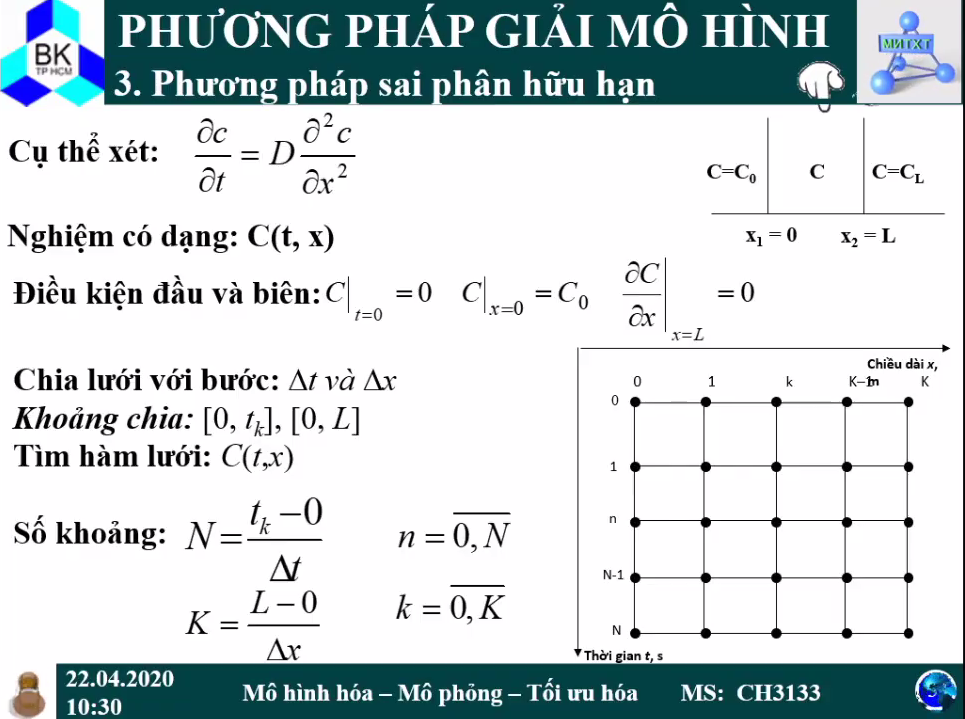 PHƯƠNG PHÁP GIẢI MÔ HÌNH
BK
TP HCM
МИТХТ
3. Phương pháp sai phân hữu hạn
Cụ thể xét: ∂c/∂t = D ∂²c/∂x²
C=C₀ C C=C_L
x₁ = 0 x₂ = L
Nghiệm có dạng: C(t, x)
Điều kiện đầu và biên: C|ₜ₌₀ = 0 C|ₓ₌₀ = C₀ ∂C/∂x|ₓ₌L = 0
Chia lưới với bước: Δt và Δx
Khoảng chia: [0, tₖ], [0, L]
Tìm hàm lưới: C(t,x)
Số khoảng: N = (tₖ − 0)/Δt n = 0, N
K = (L − 0)/Δx k = 0, K
Chiều dài x, m
0 1 k K−1 K
0
1
n
N-1
N
Thời gian t, s
22.04.2020
10:30
Mô hình hóa – Mô phỏng – Tối ưu hóa MS: CH3133